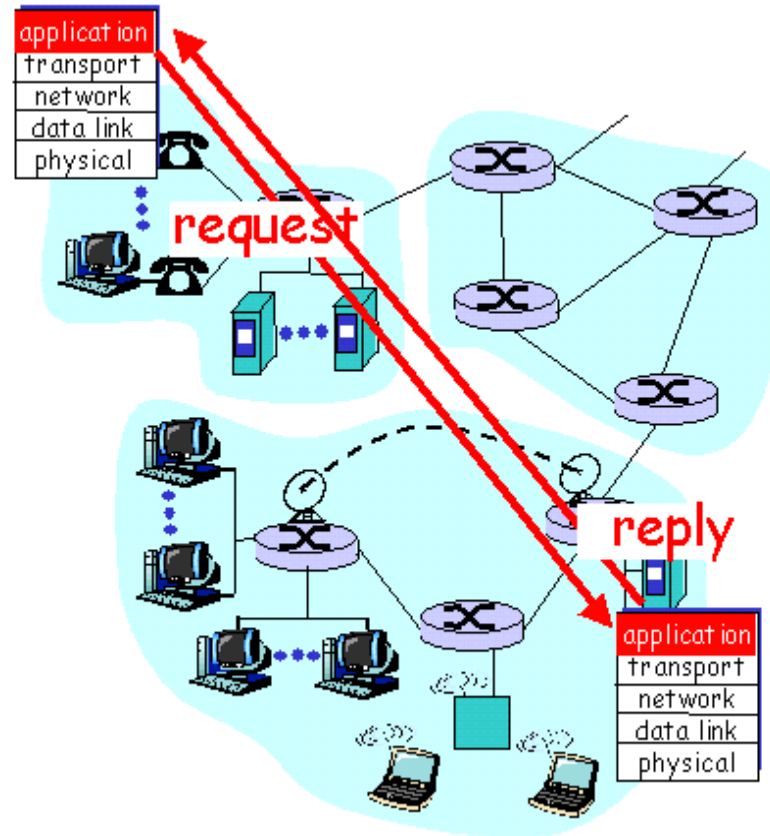 application
transport
network
data link
physical
request
reply
application
transport
network
data link
physical